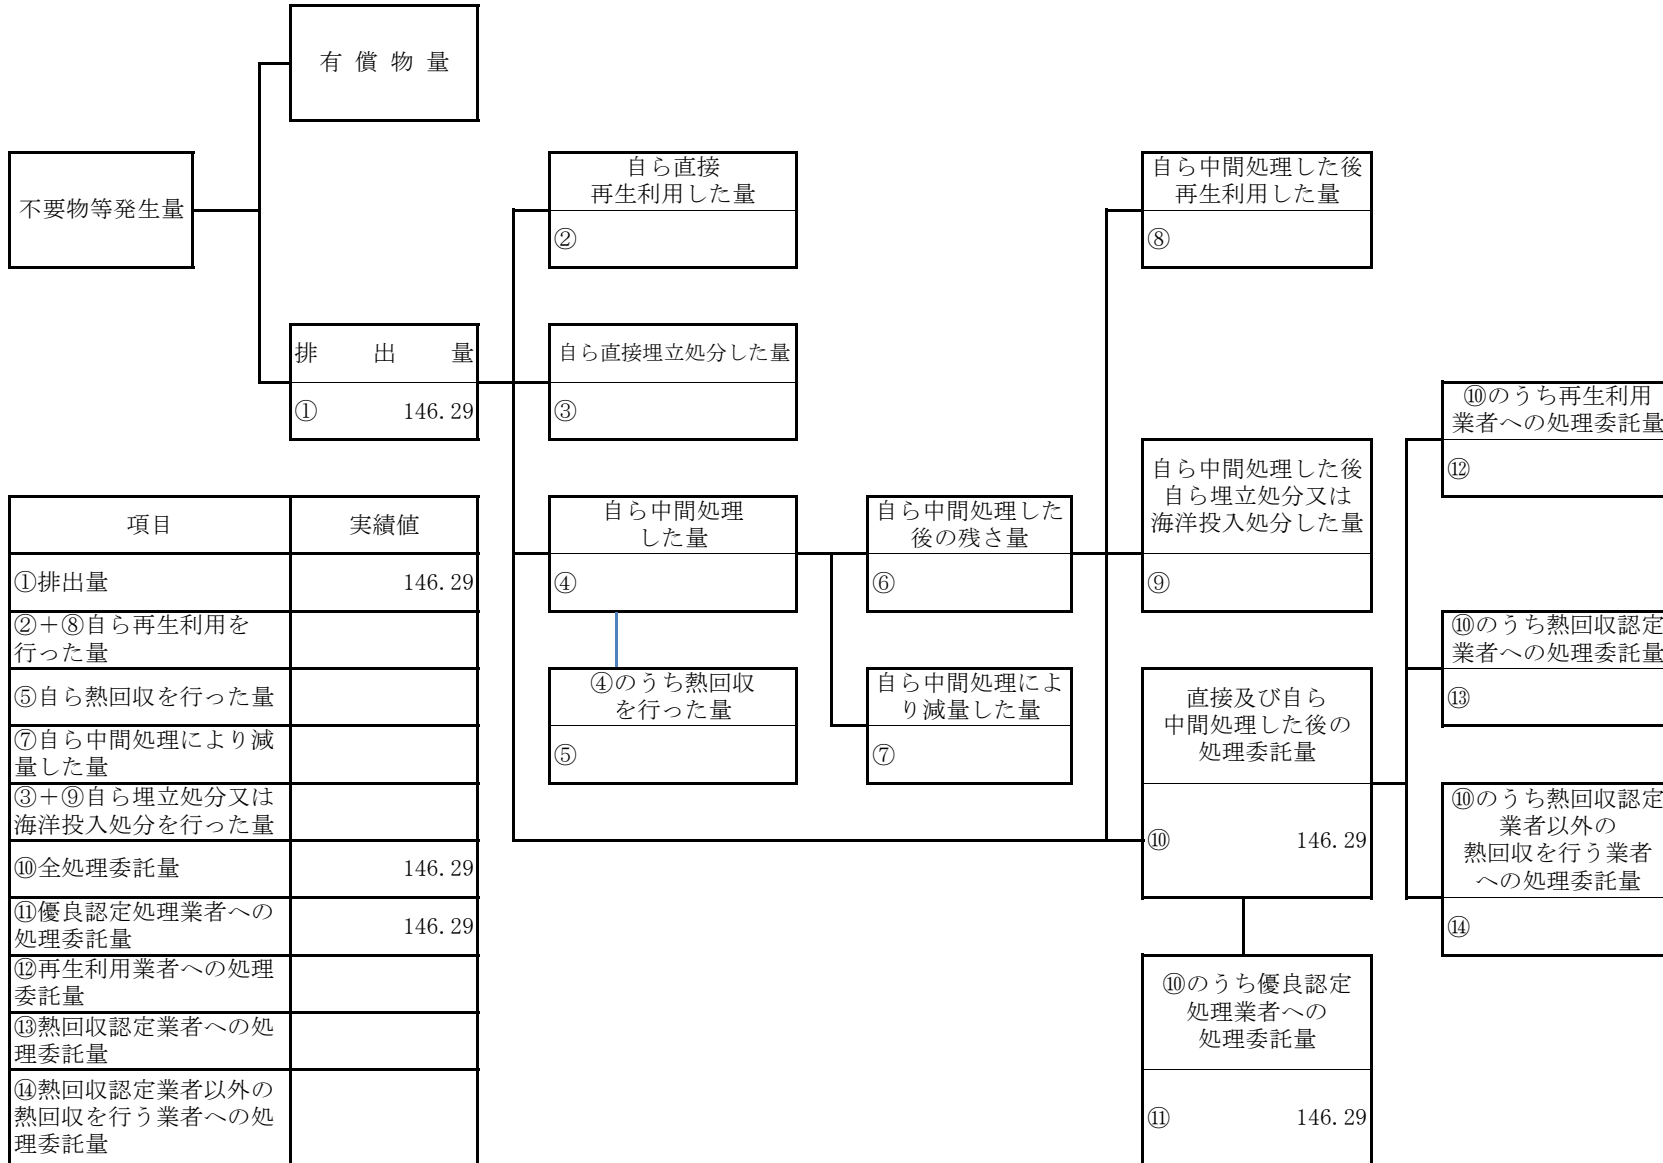 有 償 物 量
不要物等発生量
自ら直接
再生利用した量
②
自ら中間処理した後
再生利用した量
⑧
排 出 量
① 146.29
自ら直接埋立処分した量
③
⑩のうち再生利用
業者への処理委託量
⑫
自ら中間処理した後
自ら埋立処分又は
海洋投入処分した量
⑨
自ら中間処理
した量
④
自ら中間処理した
後の残さ量
⑥
⑩のうち熱回収認定
業者への処理委託量
⑬
④のうち熱回収
を行った量
⑤
自ら中間処理によ
り減量した量
⑦
直接及び自ら
中間処理した後の
処理委託量
⑩ 146.29
⑩のうち熱回収認定
業者以外の
熱回収を行う業者
への処理委託量
⑭
⑩のうち優良認定
処理業者への
処理委託量
⑪ 146.29
項目 実績値
①排出量 146.29
②＋⑧自ら再生利用を
行った量
⑤自ら熱回収を行った量
⑦自ら中間処理により減
量した量
③＋⑨自ら埋立処分又は
海洋投入処分を行った量
⑩全処理委託量 146.29
⑪優良認定処理業者への
処理委託量 146.29
⑫再生利用業者への処理
委託量
⑬熱回収認定業者への処
理委託量
⑭熱回収認定業者以外の
熱回収を行う業者への処
理委託量